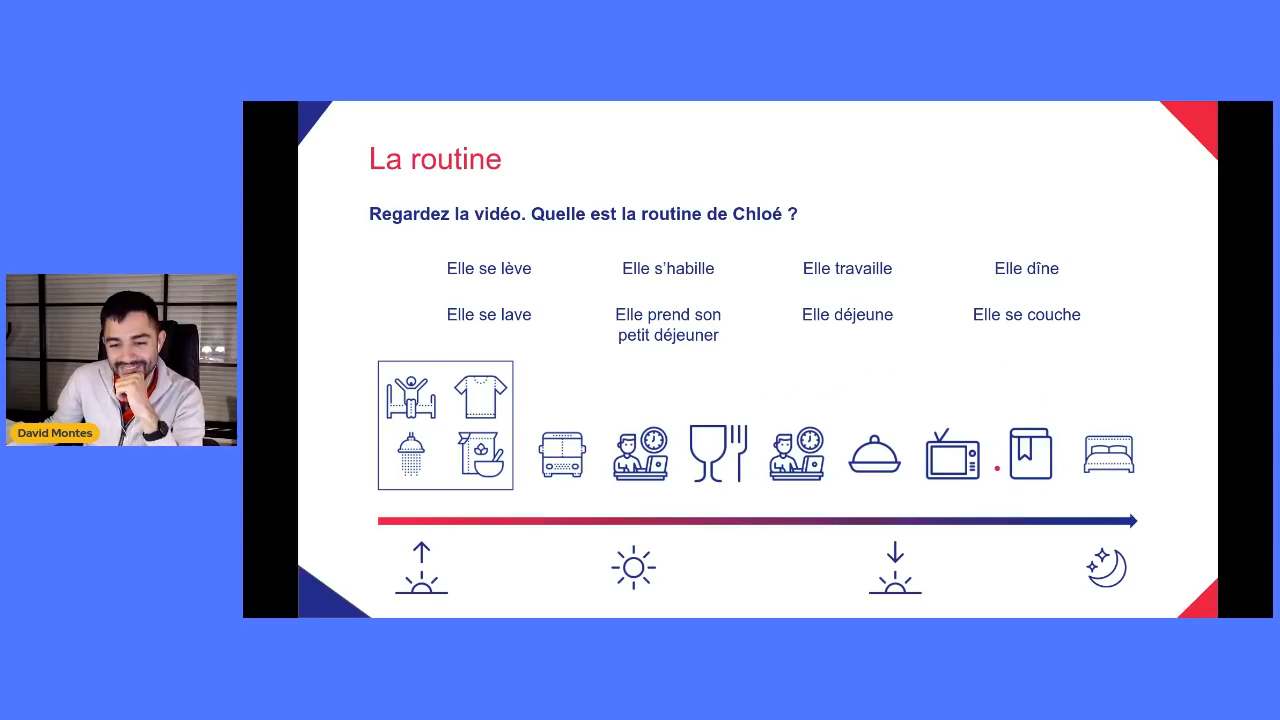 La routine
Regardez la vidéo. Quelle est la routine de Chloé ?
Elle se lève
Elle s’habille
Elle travaille
Elle dîne
Elle se lave
Elle prend son
petit déjeuner
Elle déjeune
Elle se couche
David Montes